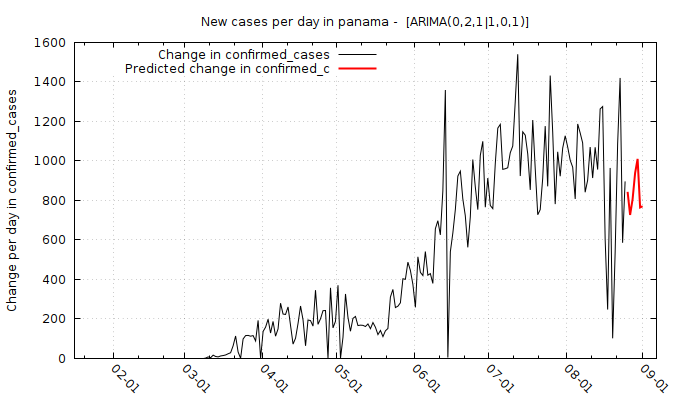 New cases per day in panama -  [ARIMA(0,2,1|1,0,1)]
Change in confirmed_cases
Predicted change in confirmed_c
Change per day in confirmed_cases
1600
1400
1200
1000
800
600
400
200
0
02-01 03-01 04-01 05-01 06-01 07-01 08-01 09-01